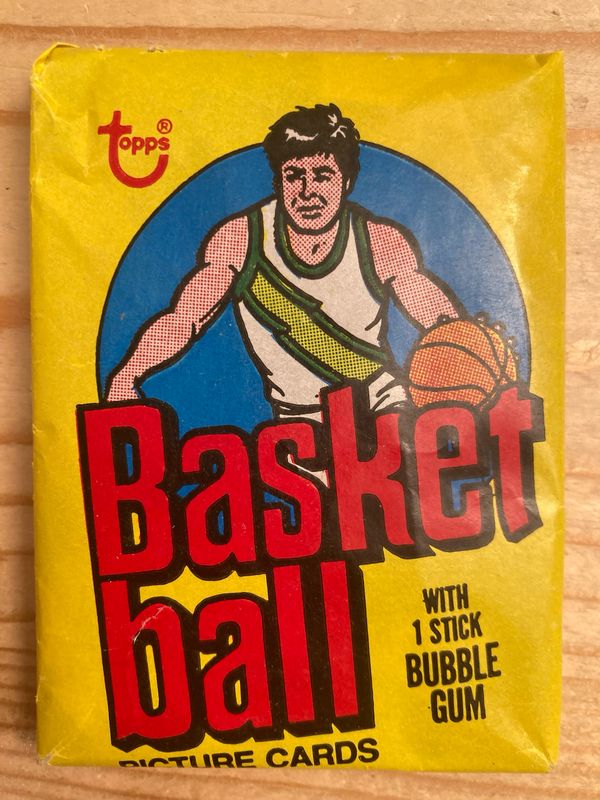 topps®
Basket
ball
PICTURE CARDS
WITH
1 STICK
BUBBLE
GUM